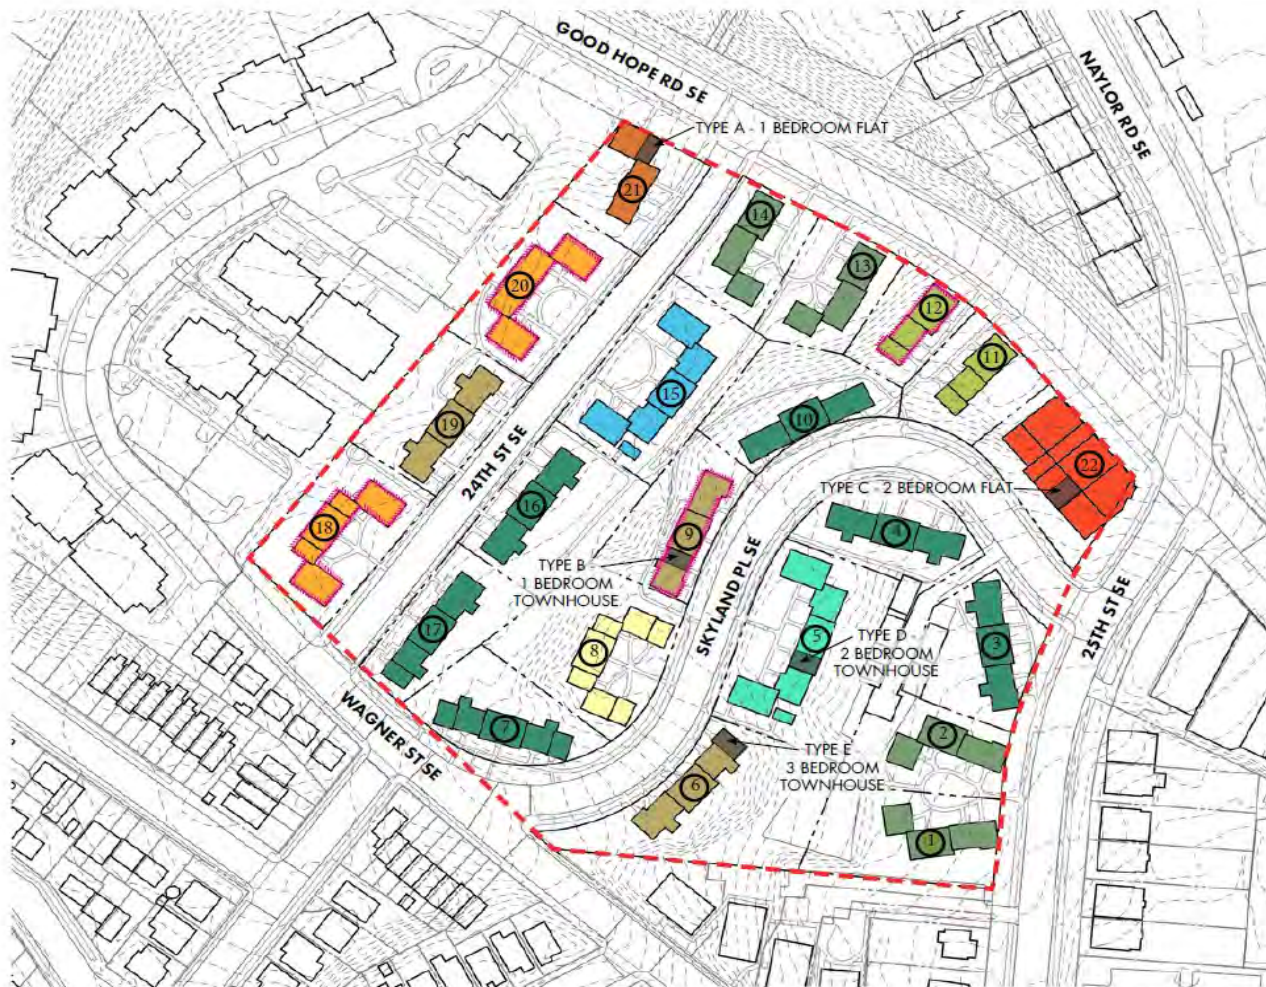 GOOD HOPE RD SE
NAYLOR RD SE
TYPE A - 1 BEDROOM FLAT
21
14
13
20
12
11
15
10
19
22
24TH ST SE
TYPE C - 2 BEDROOM FLAT
16
18
9
4
TYPE B -
1 BEDROOM
TOWNHOUSE
SKYLAND PL SE
25TH ST SE
17
5
3
8
TYPE D -
2 BEDROOM
TOWNHOUSE
WAGNER ST SE
7
2
TYPE E
3 BEDROOM
TOWNHOUSE
6
1